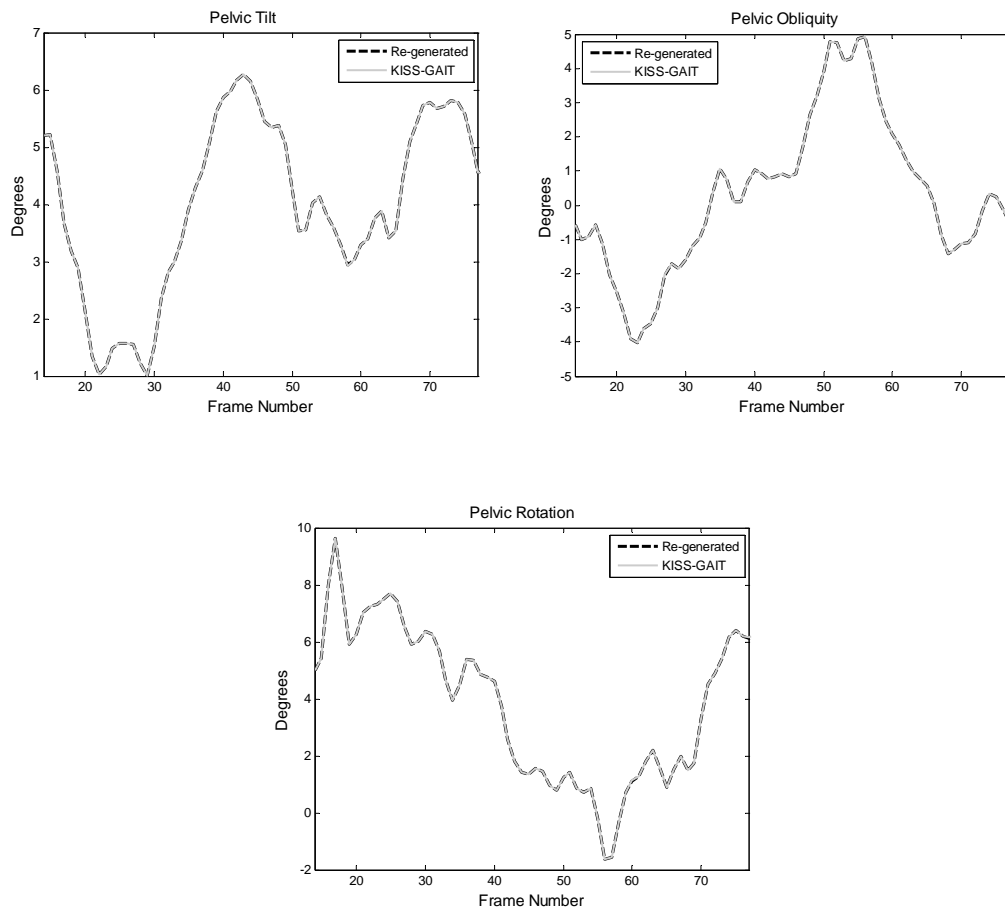 Pelvic Tilt
7
6
5
4
3
2
1
Degrees
20 30 40 50 60 70
Frame Number
Re-generated
KISS-GAIT
Pelvic Obliquity
5
4
3
2
1
0
-1
-2
-3
-4
-5
Degrees
20 30 40 50 60 70
Frame Number
Re-generated
KISS-GAIT
Pelvic Rotation
10
8
6
4
2
0
-2
Degrees
20 30 40 50 60 70
Frame Number
Re-generated
KISS-GAIT